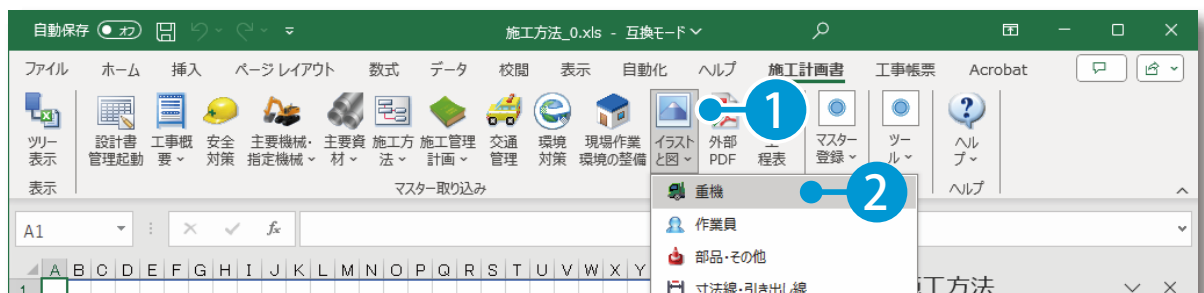 自動保存 オフ 施工方法_0.xls - 互換モード
ファイル ホーム 挿入 ページ レイアウト 数式 データ 校閲 表示 自動化 ヘルプ 施工計画書 工事帳票 Acrobat
1
ツリー
表示
設計書
管理起動
工事概
要
安全
対策
主要機械・
指定機械
主要資
材
施工方
法
施工管理
計画
交通
管理
環境
対策
現場作業
環境の整備
イラスト
と図
外部
PDF
程表
マスター
登録
ツー
ル
ヘル
プ
表示 マスター取り込み ヘルプ
重機
2
作業員
部品・その他
寸法線・引き出し線
A1 fx
A B C D E F G H I J K L M N O P Q R S T U V W X Y
1
工方法